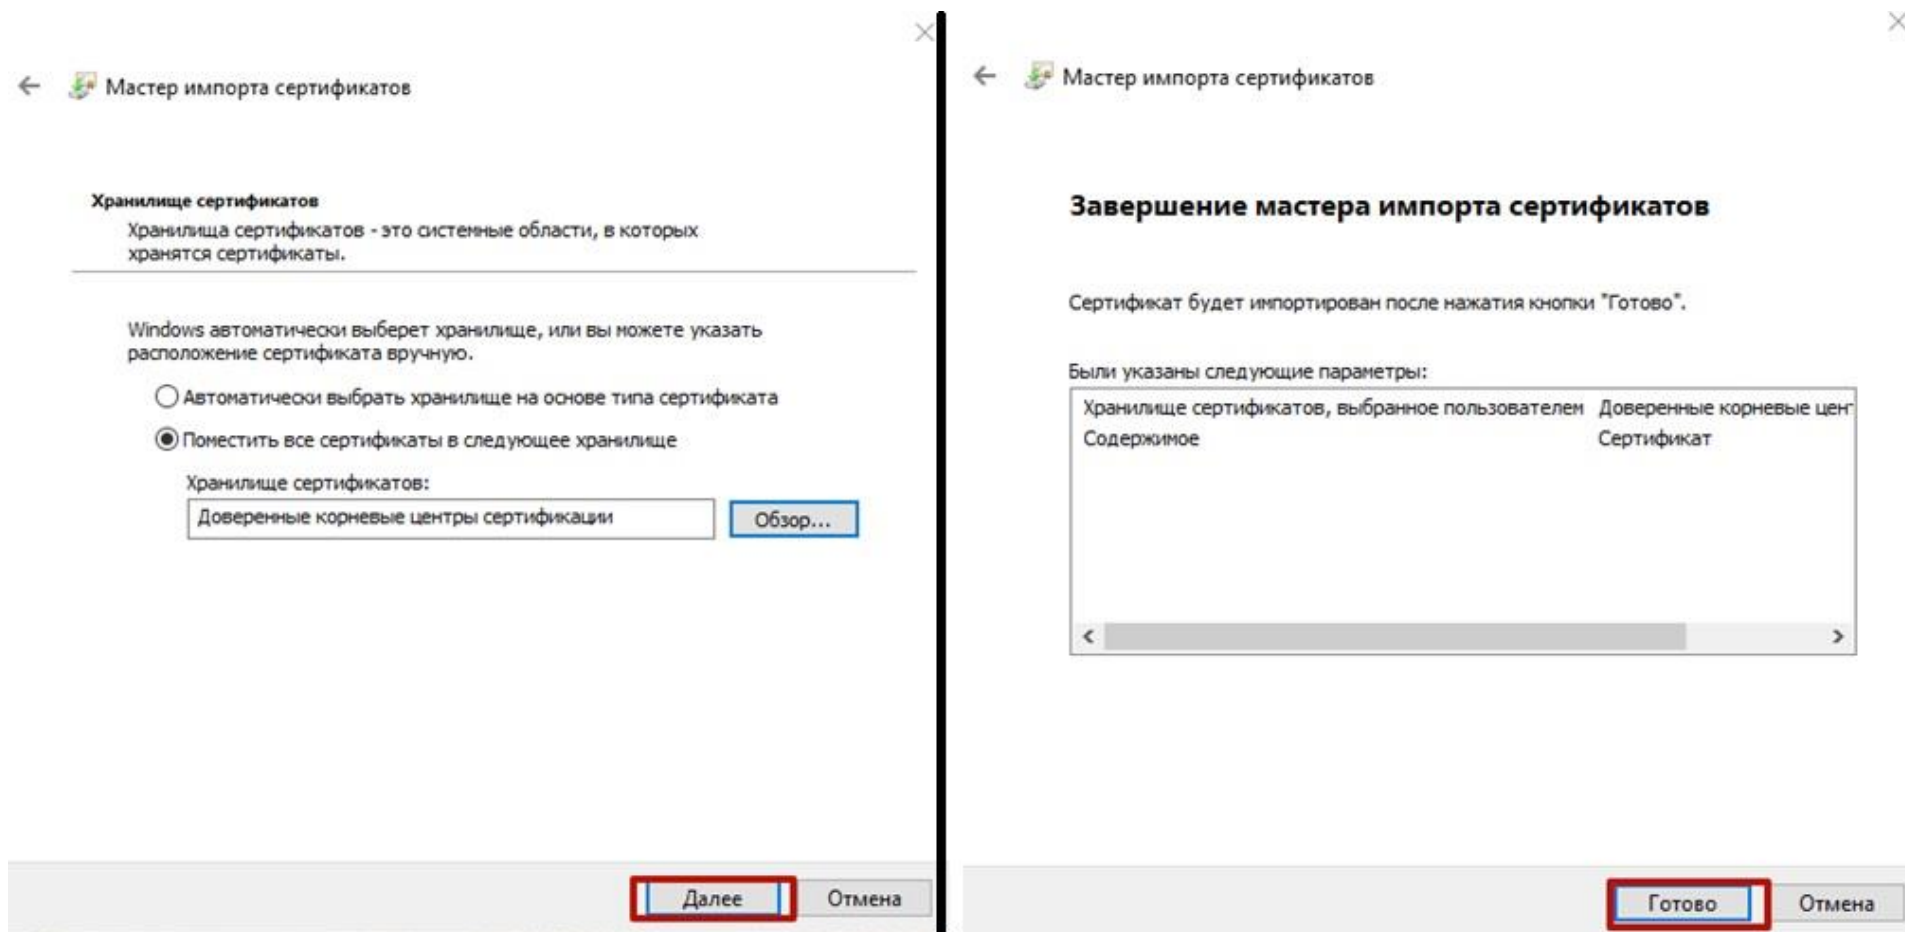 Мастер импорта сертификатов
Хранилище сертификатов
Хранилища сертификатов - это системные области, в которых
хранятся сертификаты.
Windows автоматически выберет хранилище, или вы можете указать
расположение сертификата вручную.
Автоматически выбрать хранилище на основе типа сертификата
Поместить все сертификаты в следующее хранилище
Хранилище сертификатов:
Доверенные корневые центры сертификации
Обзор...
Далее
Отмена
Мастер импорта сертификатов
Завершение мастера импорта сертификатов
Сертификат будет импортирован после нажатия кнопки "Готово".
Были указаны следующие параметры:
Хранилище сертификатов, выбранное пользователем Доверенные корневые цент
Содержимое Сертификат
Готово
Отмена